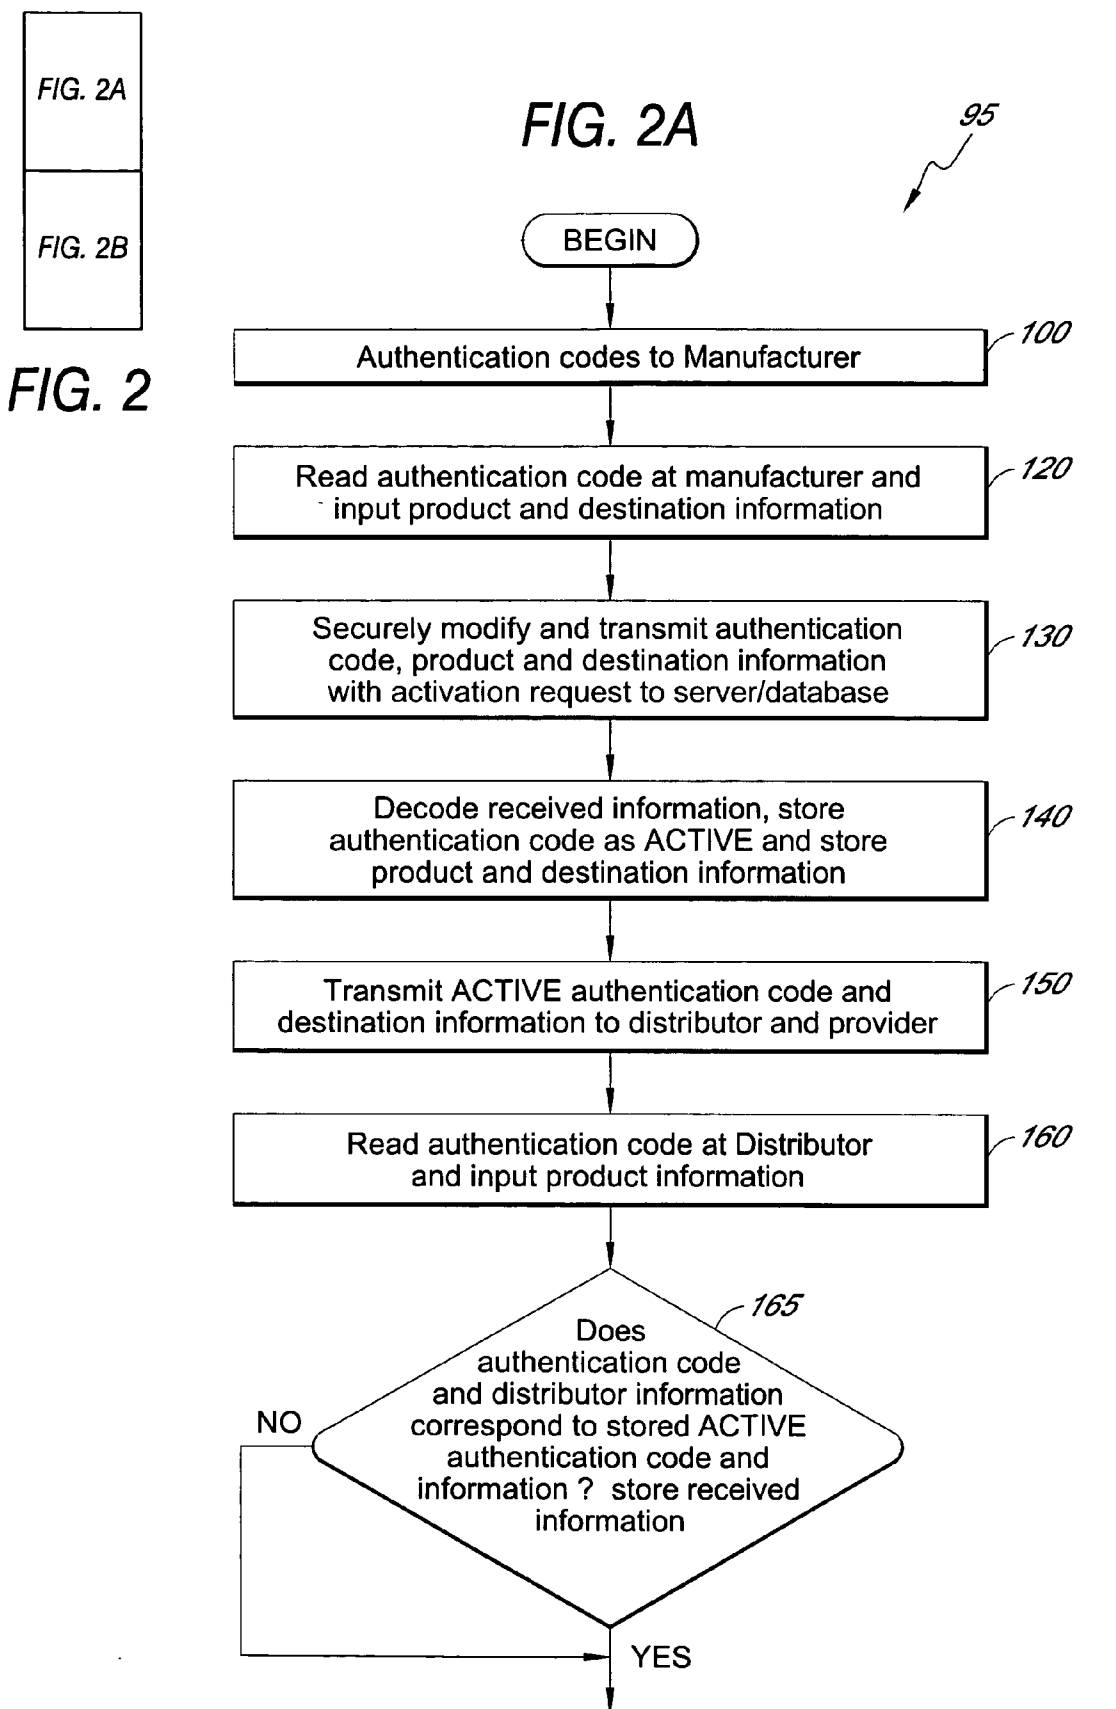 FIG. 2A
FIG. 2B
FIG. 2
FIG. 2A
95
BEGIN
Authentication codes to Manufacturer
100
Read authentication code at manufacturer and
input product and destination information
120
Securely modify and transmit authentication
code, product and destination information
with activation request to server/database
130
Decode received information, store
authentication code as ACTIVE and store
product and destination information
140
Transmit ACTIVE authentication code and
destination information to distributor and provider
150
Read authentication code at Distributor
and input product information
160
165
Does
authentication code
and distributor information
correspond to stored ACTIVE
authentication code and
information ? store received
information
NO
YES